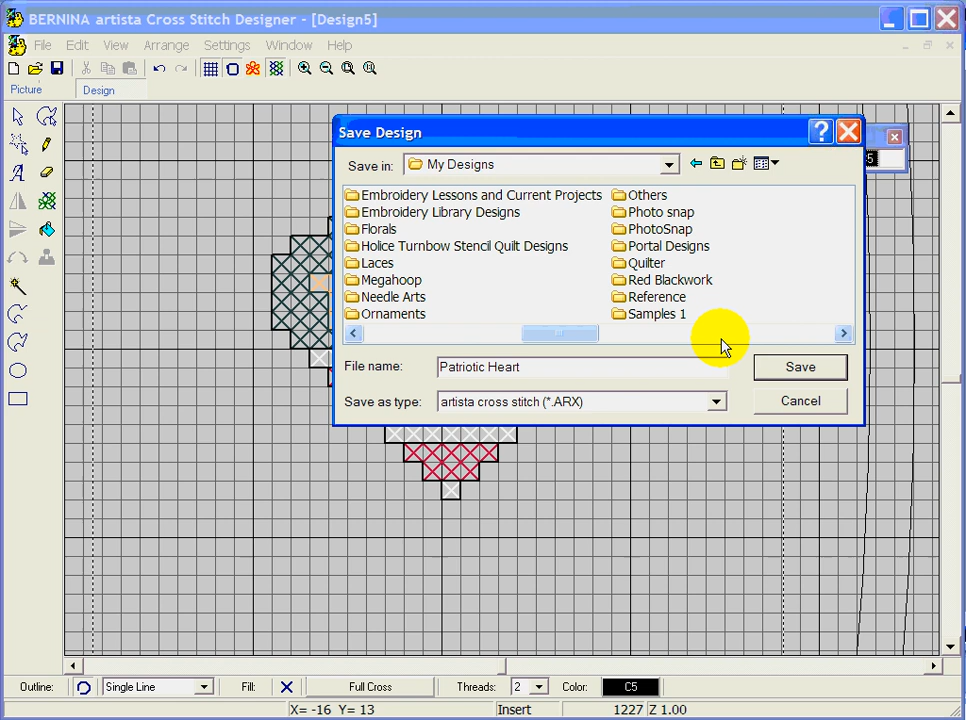 BERNINA artista Cross Stitch Designer - [Design5]
File Edit View Arrange Settings Window Help
Picture Design
Save Design
Save in: My Designs
5
Embroidery Lessons and Current Projects Others
Embroidery Library Designs Photo snap
Florals PhotoSnap
Holice Turnbow Stencil Quilt Designs Portal Designs
Laces Quilter
Megahoop Red Blackwork
Needle Arts Reference
Ornaments Samples 1
File name: Patriotic Heart Save
Save as type: artista cross stitch (*.ARX) Cancel
Outline: Single Line Fill: Full Cross Threads: 2 Color: C5
X= -16 Y= 13 Insert 1227 Z 1.00